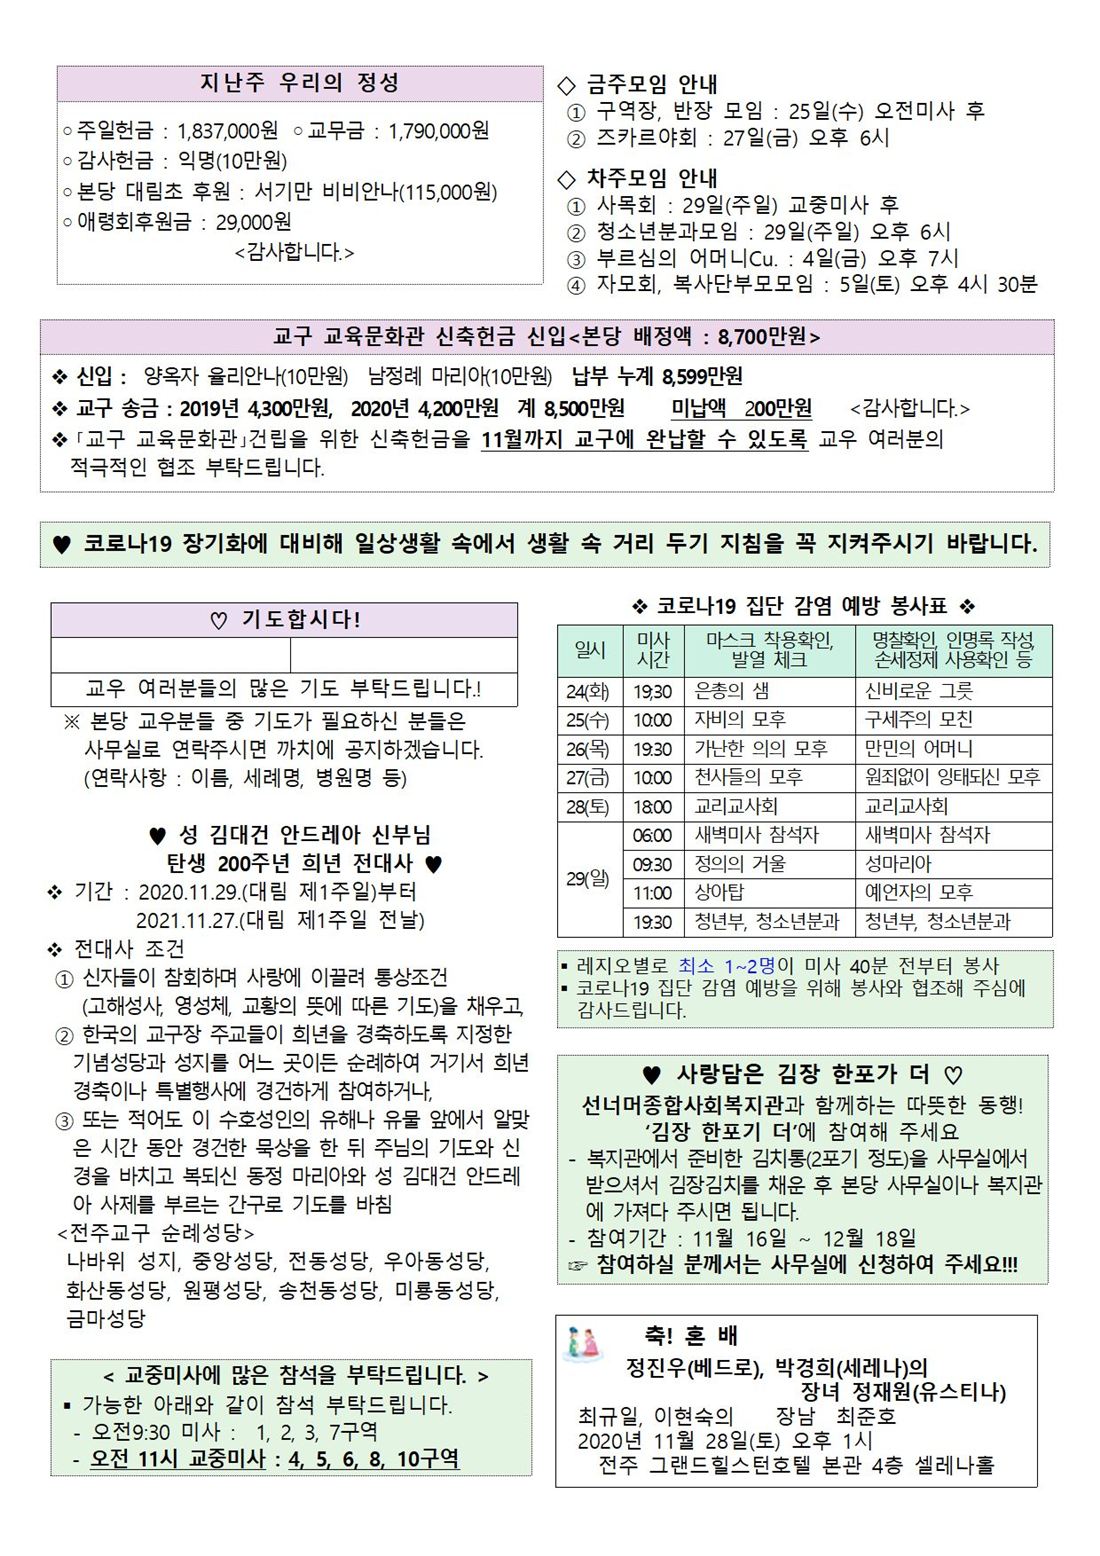 지난주 우리의 정성
○ 주일헌금 : 1,837,000원 ○ 교무금 : 1,790,000원
○ 감사헌금 : 익명(10만원)
○ 본당 대림초 후원 : 서기만 비비안나(115,000원)
○ 애령회후원금 : 29,000원
<감사합니다.>
◇ 금주모임 안내
① 구역장, 반장 모임 : 25일(수) 오전미사 후
② 즈카르야회 : 27일(금) 오후 6시
◇ 차주모임 안내
① 사목회 : 29일(주일) 교중미사 후
② 청소년분과모임 : 29일(주일) 오후 6시
③ 부르심의 어머니Cu. : 4일(금) 오후 7시
④ 자모회, 복사단부모모임 : 5일(토) 오후 4시 30분
교구 교육문화관 신축헌금 신입<본당 배정액 : 8,700만원>
❖ 신입 : 양옥자 율리안나(10만원) 남정례 마리아(10만원) 납부 누계 8,599만원
❖ 교구 송금 : 2019년 4,300만원, 2020년 4,200만원 계 8,500만원 미납액 200만원 <감사합니다.>
❖ 「교구 교육문화관」건립을 위한 신축헌금을 11월까지 교구에 완납할 수 있도록 교우 여러분의
적극적인 협조 부탁드립니다.
♥ 코로나19 장기화에 대비해 일상생활 속에서 생활 속 거리 두기 지침을 꼭 지켜주시기 바랍니다.
♡ 기도합시다!
교우 여러분들의 많은 기도 부탁드립니다.!
※ 본당 교우분들 중 기도가 필요하신 분들은
사무실로 연락주시면 까치에 공지하겠습니다.
(연락사항 : 이름, 세례명, 병원명 등)
♥ 성 김대건 안드레아 신부님
탄생 200주년 희년 전대사 ♥
❖ 기간 : 2020.11.29.(대림 제1주일)부터
2021.11.27.(대림 제1주일 전날)
❖ 전대사 조건
① 신자들이 참회하며 사랑에 이끌려 통상조건
(고해성사, 영성체, 교황의 뜻에 따른 기도)을 채우고,
② 한국의 교구장 주교들이 희년을 경축하도록 지정한
기념성당과 성지를 어느 곳이든 순례하여 거기서 희년
경축이나 특별행사에 경건하게 참여하거나,
③ 또는 적어도 이 수호성인의 유해나 유물 앞에서 알맞
은 시간 동안 경건한 묵상을 한 뒤 주님의 기도와 신
경을 바치고 복되신 동정 마리아와 성 김대건 안드레
아 사제를 부르는 간구로 기도를 바침
<전주교구 순례성당>
나바위 성지, 중앙성당, 전동성당, 우아동성당,
화산동성당, 원평성당, 송천동성당, 미룡동성당,
금마성당
< 교중미사에 많은 참석을 부탁드립니다. >
▪ 가능한 아래와 같이 참석 부탁드립니다.
- 오전9:30 미사 : 1, 2, 3, 7구역
- 오전 11시 교중미사 : 4, 5, 6, 8, 10구역
❖ 코로나19 집단 감염 예방 봉사표 ❖
일시 미사 시간 마스크 착용확인, 발열 체크 명찰확인, 인명록 작성, 손세정제 사용확인 등
24(화) 19;30 은총의 샘 신비로운 그릇
25(수) 10:00 자비의 모후 구세주의 모친
26(목) 19:30 가난한 의의 모후 만민의 어머니
27(금) 10:00 천사들의 모후 원죄없이 잉태되신 모후
28(토) 18:00 교리교사회 교리교사회
29(일) 06:00 새벽미사 참석자 새벽미사 참석자
09:30 정의의 거울 성마리아
11:00 상아탑 예언자의 모후
19:30 청년부, 청소년분과 청년부, 청소년분과
▪ 레지오별로 최소 1~2명이 미사 40분 전부터 봉사
▪ 코로나19 집단 감염 예방을 위해 봉사와 협조해 주심에
감사드립니다.
♥ 사랑담은 김장 한포가 더 ♡
선너머종합사회복지관과 함께하는 따뜻한 동행!
‘김장 한포기 더’에 참여해 주세요
- 복지관에서 준비한 김치통(2포기 정도)을 사무실에서
받으셔서 김장김치를 채운 후 본당 사무실이나 복지관
에 가져다 주시면 됩니다.
- 참여기간 : 11월 16일 ~ 12월 18일
☞ 참여하실 분께서는 사무실에 신청하여 주세요!!!
축! 혼 배
정진우(베드로), 박경희(세레나)의
장녀 정재원(유스티나)
최규일, 이현숙의 장남 최준호
2020년 11월 28일(토) 오후 1시
전주 그랜드힐스턴호텔 본관 4층 셀레나홀